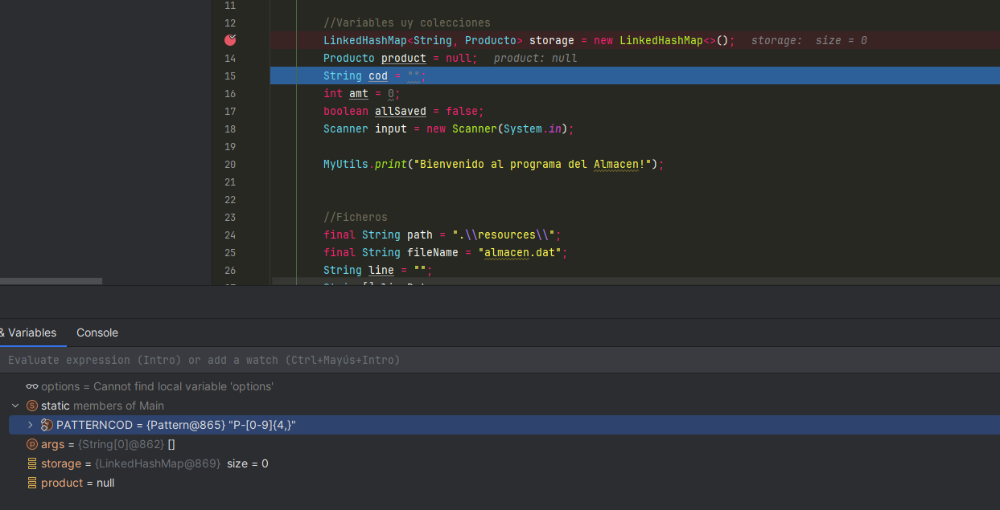 11
12 //Variables uy colecciones
LinkedHashMap<String, Producto> storage = new LinkedHashMap<>(); storage: size = 0
14 Producto product = null; product: null
15 String cod = "";
16 int amt = 0;
17 boolean allSaved = false;
18 Scanner input = new Scanner(System.in);
19
20 MyUtils.print("Bienvenido al programa del Almacen!");
21
22
23 //Ficheros
24 final String path = ".\\resources\\";
25 final String fileName = "almacen.dat";
26 String line = "";
& Variables Console
Evaluate expression (Intro) or add a watch (Ctrl+Mayús+Intro)
options = Cannot find local variable 'options'
static members of Main
PATTERNCOD = {Pattern@865} "P-[0-9]{4,}"
args = {String[0]@862} []
storage = {LinkedHashMap@869} size = 0
product = null